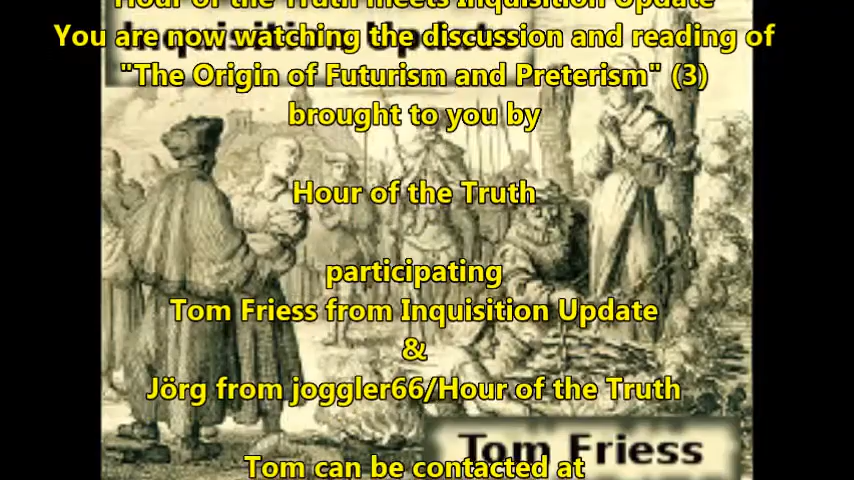 Hour of the Truth meets Inquisition Update
You are now watching the discussion and reading of
"The Origin of Futurism and Preterism" (3)
brought to you by
Hour of the Truth
participating
Tom Friess from Inquisition Update
&
Jörg from joggler66/Hour of the Truth
Tom Friess
Tom can be contacted at